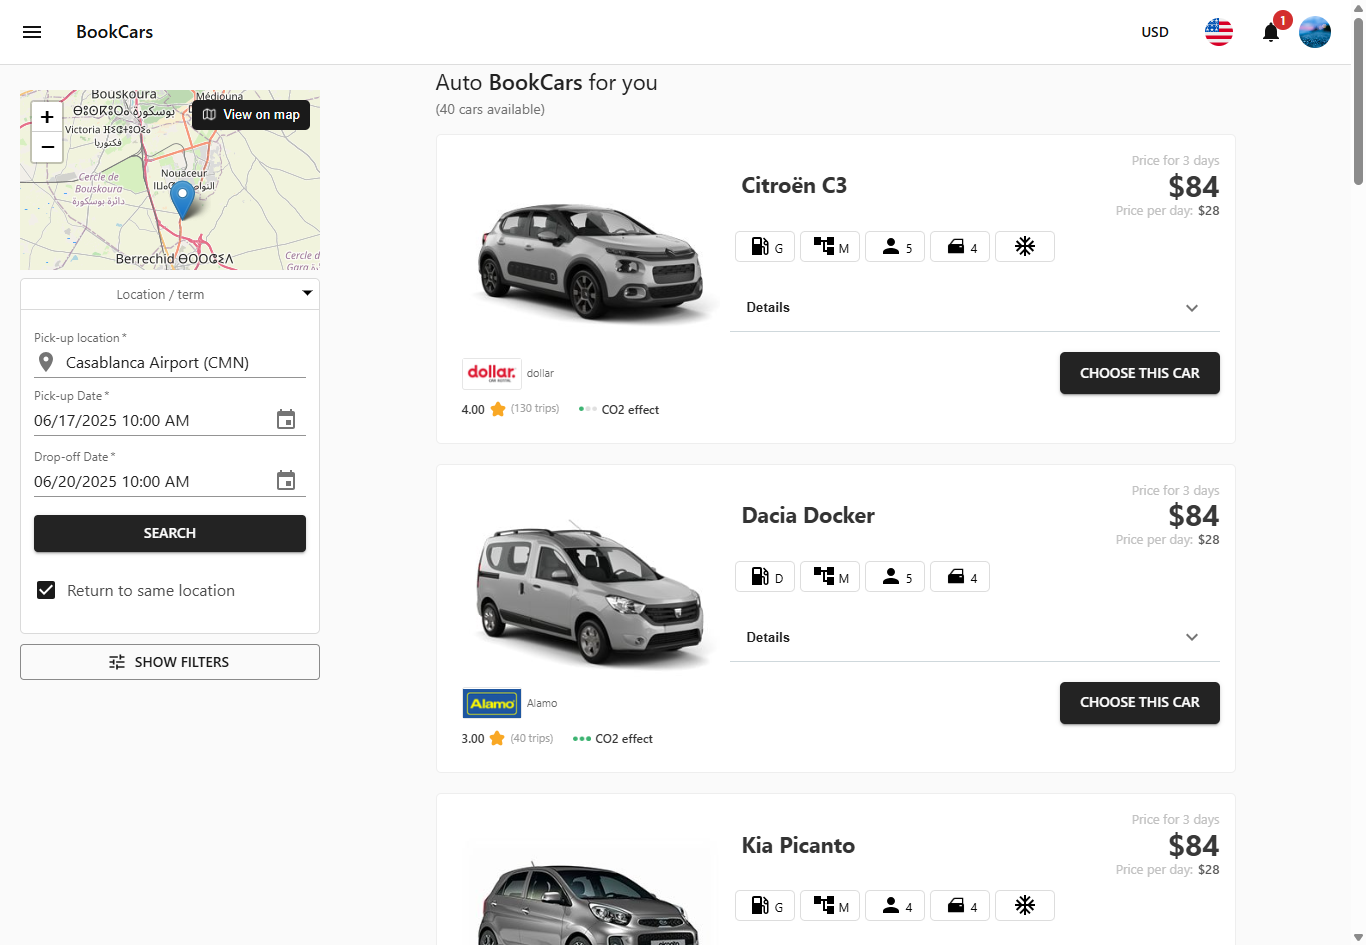 BookCars
USD
1
Bouskoura
Médiouna
ⴱⵓⵙⴽⵓⵔⴰ بوسكورة
View on map
+
−
Victoria
فكتوريا
Nouaceur
النواصر
Cercle de
Bouskoura
دائرة بوسكورة
Berrechid
Cercle d
Gara
Location / term
Pick-up location *
Casablanca Airport (CMN)
Pick-up Date *
06/17/2025 10:00 AM
Drop-off Date *
06/20/2025 10:00 AM
SEARCH
Return to same location
SHOW FILTERS
Auto BookCars for you
(40 cars available)
Citroën C3
Price for 3 days
$84
Price per day: $28
G M 5 4
Details
dollar.
dollar
CHOOSE THIS CAR
4.00 (130 trips) CO2 effect
Dacia Docker
Price for 3 days
$84
Price per day: $28
D M 5 4
Details
Alamo
Alamo
CHOOSE THIS CAR
3.00 (40 trips) CO2 effect
Kia Picanto
Price for 3 days
$84
Price per day: $28
G M 4 4
picanto